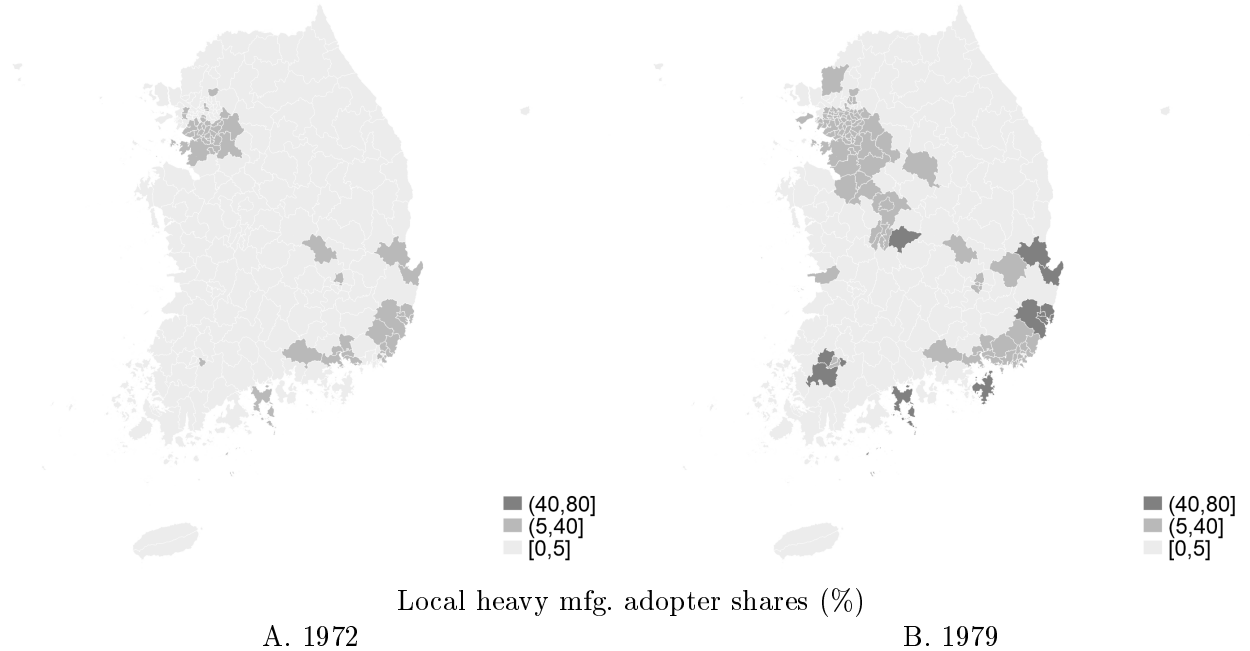 (40,80]
(5,40]
[0,5]
(40,80]
(5,40]
[0,5]
Local heavy mfg. adopter shares (%)
A. 1972
B. 1979